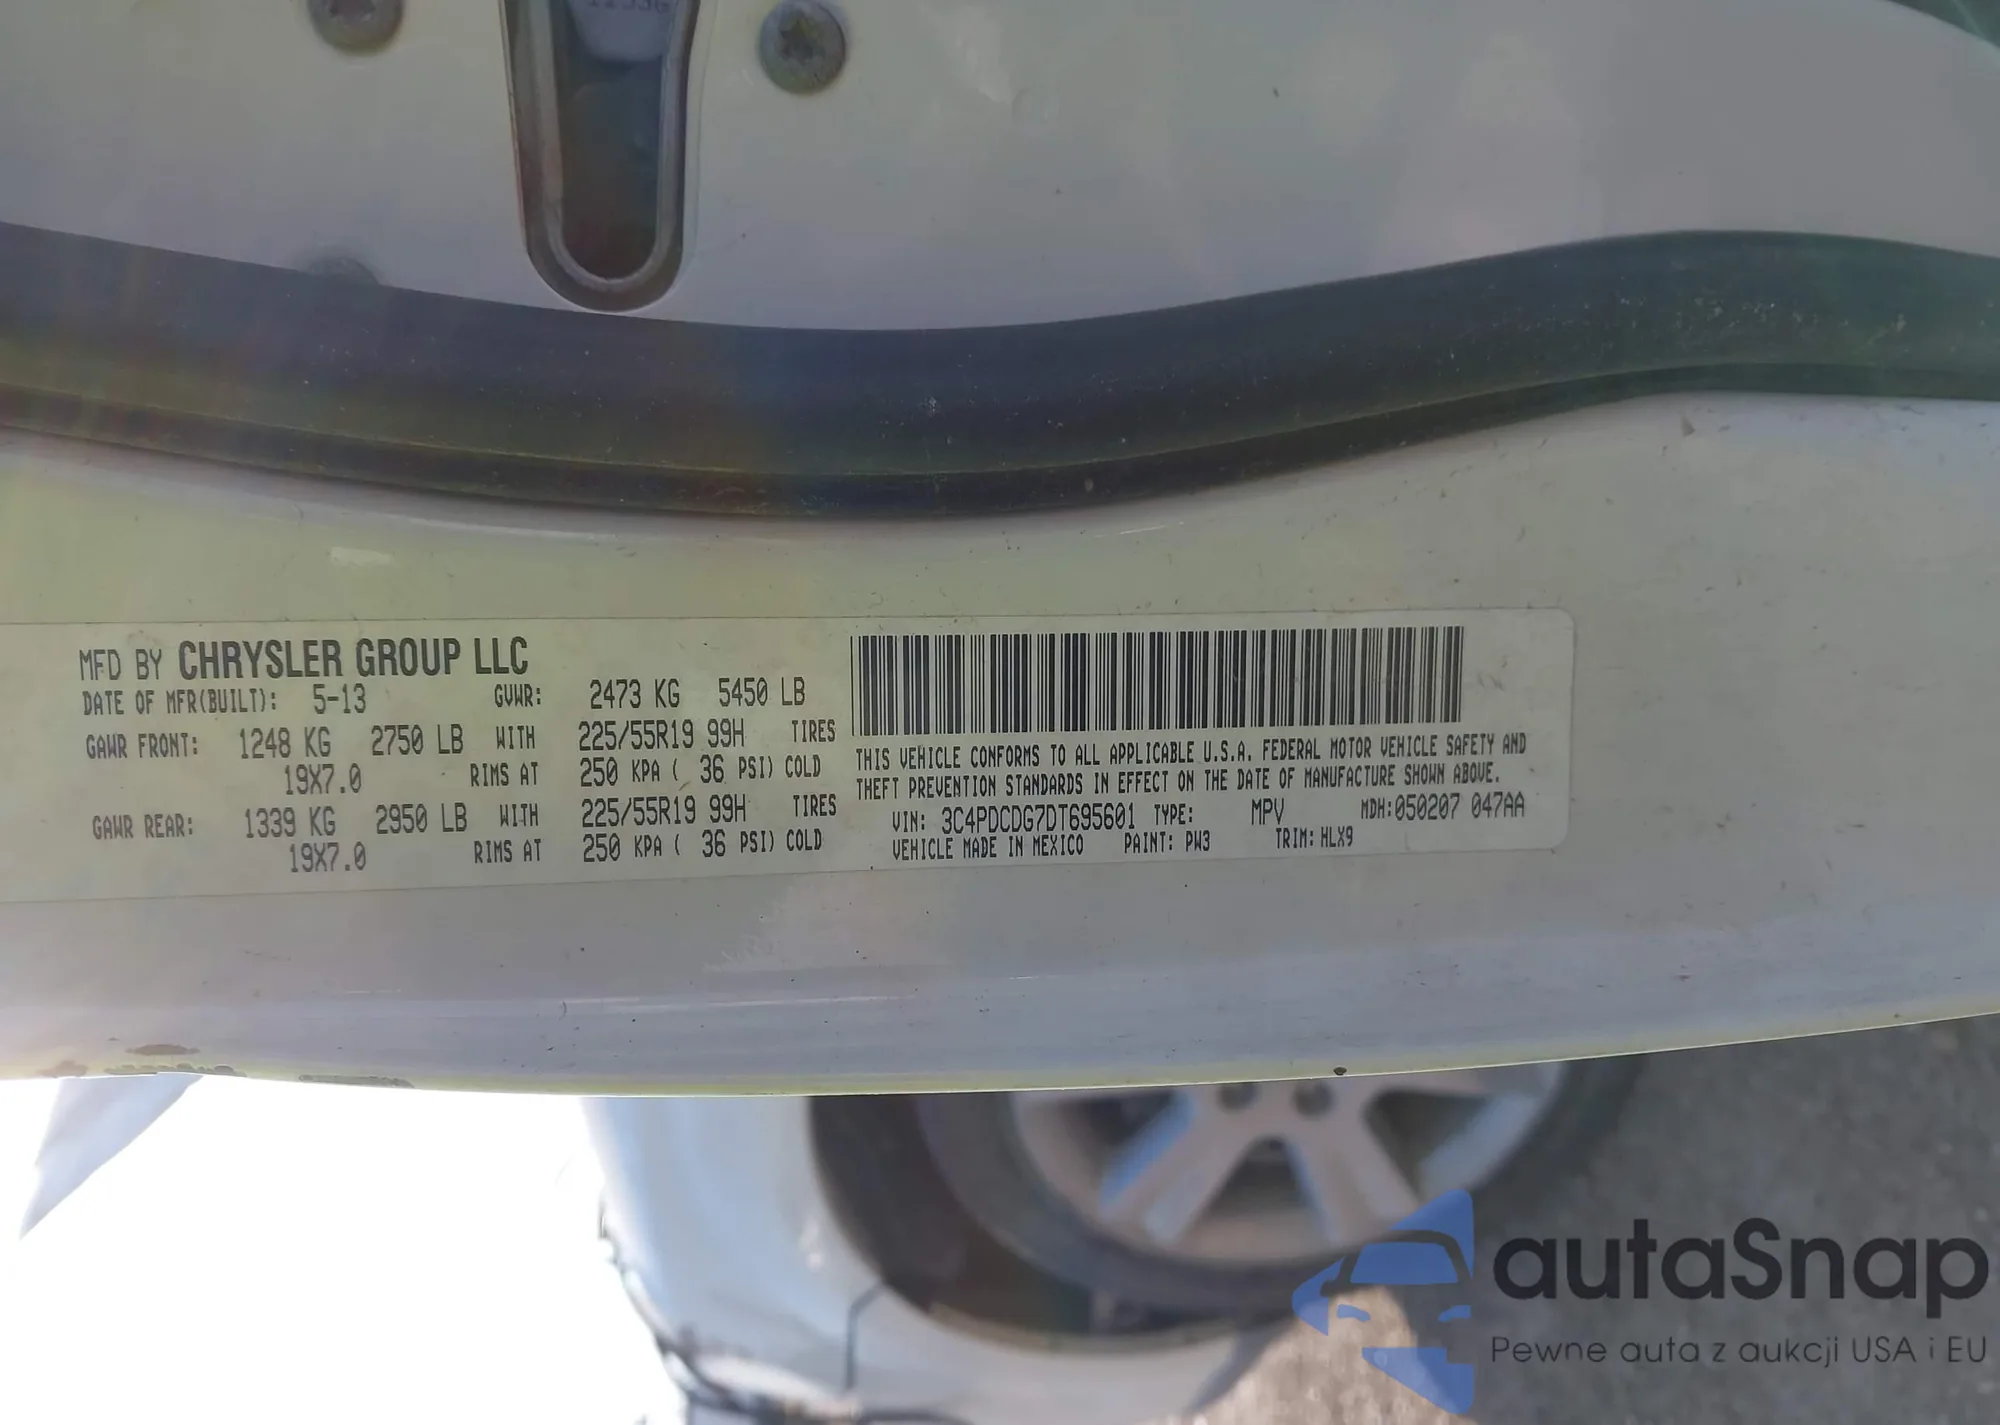 MFD BY CHRYSLER GROUP LLC
DATE OF MFR(BUILT): 5-13 GVWR: 2473 KG 5450 LB
GAWR FRONT: 1248 KG 2750 LB WITH 225/55R19 99H TIRES
19X7.0 RIMS AT 250 KPA ( 36 PSI) COLD
GAWR REAR: 1339 KG 2950 LB WITH 225/55R19 99H TIRES
19X7.0 RIMS AT 250 KPA ( 36 PSI) COLD
THIS VEHICLE CONFORMS TO ALL APPLICABLE U.S.A. FEDERAL MOTOR VEHICLE SAFETY AND
THEFT PREVENTION STANDARDS IN EFFECT ON THE DATE OF MANUFACTURE SHOWN ABOVE.
VIN: 3C4PDCDG7DT695601 TYPE: MPV MDH:050207 047AA
VEHICLE MADE IN MEXICO PAINT: PW3 TRIM: HLX9
autaSnap
Pewne auta z aukcji USA i EU